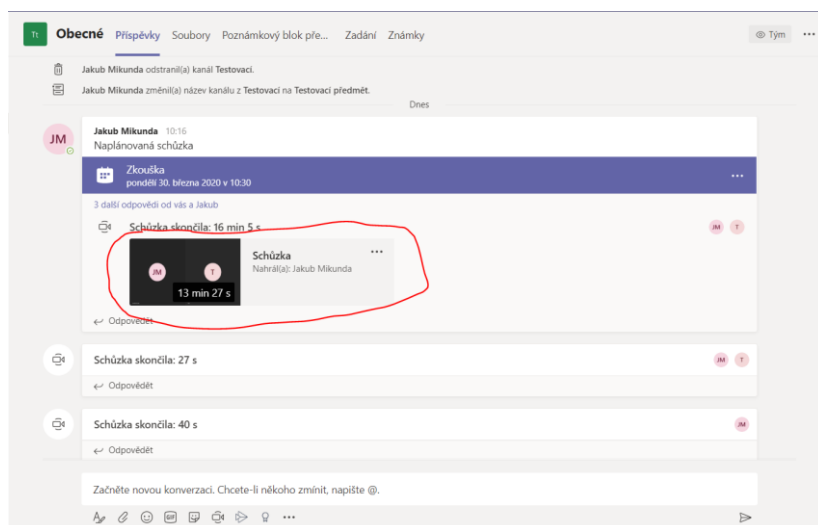 Tt Obecné Příspěvky Soubory Poznámkový blok pře... Zadání Známky Tým ...
Jakub Mikunda odstranil(a) kanál Testovací.
Jakub Mikunda změnil(a) název kanálu z Testovací na Testovací předmět.
Dnes
JM Jakub Mikunda 10:16
Naplánovaná schůzka
Zkouška ...
pondělí 30. března 2020 v 10:30
3 další odpovědi od vás a Jakub
Schůzka skončila: 16 min 5 s JM T
Schůzka ...
JM T Nahrál(a): Jakub Mikunda
13 min 27 s
Odpovědět
Schůzka skončila: 27 s JM T
Odpovědět
Schůzka skončila: 40 s JM
Odpovědět
Začněte novou konverzaci. Chcete-li někoho zmínit, napište @.
GIF ...